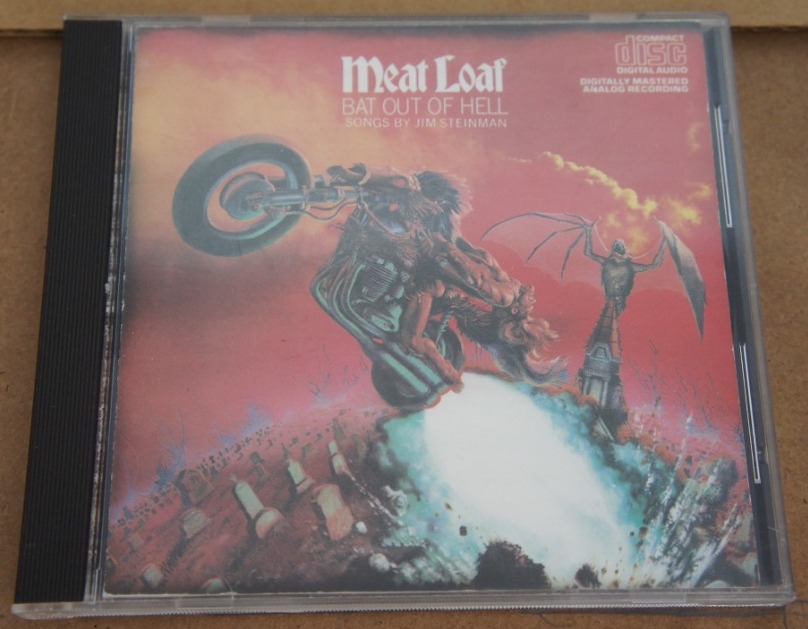 Meat Loaf
BAT OUT OF HELL
SONGS BY JIM STEINMAN
COMPACT
disc
DIGITAL AUDIO
DIGITALLY MASTERED
ANALOG RECORDING